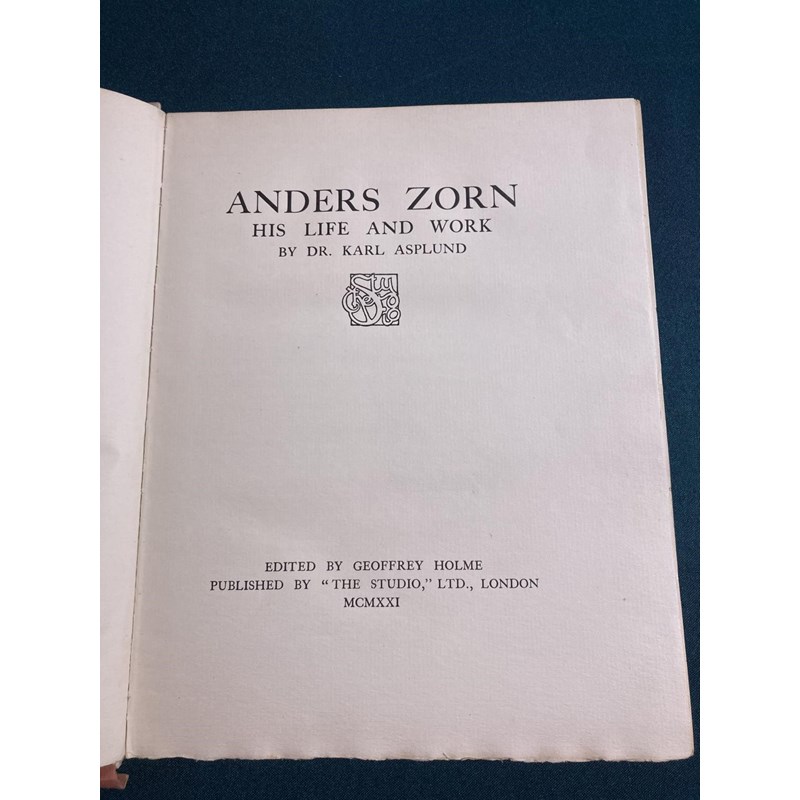 ANDERS ZORN
HIS LIFE AND WORK
BY DR. KARL ASPLUND
EDITED BY GEOFFREY HOLME
PUBLISHED BY "THE STUDIO," LTD., LONDON
MCMXXI